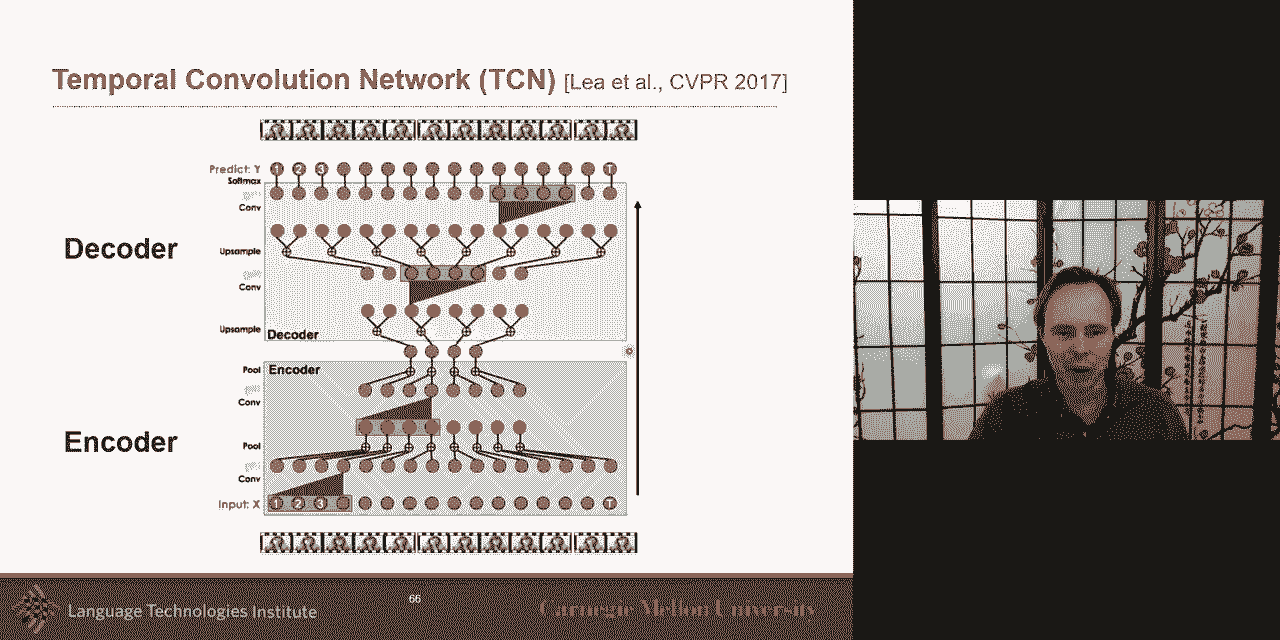 Temporal Convolution Network (TCN) [Lea et al., CVPR 2017]
Predict: Y 1 2 3 T
Softmax
Conv
Decoder
Upsample
Conv
Upsample
Decoder
Pool
Encoder
Conv
Encoder
Pool
Conv
Input: X 1 2 3 T
Language Technologies Institute
66
Carnegie Mellon University